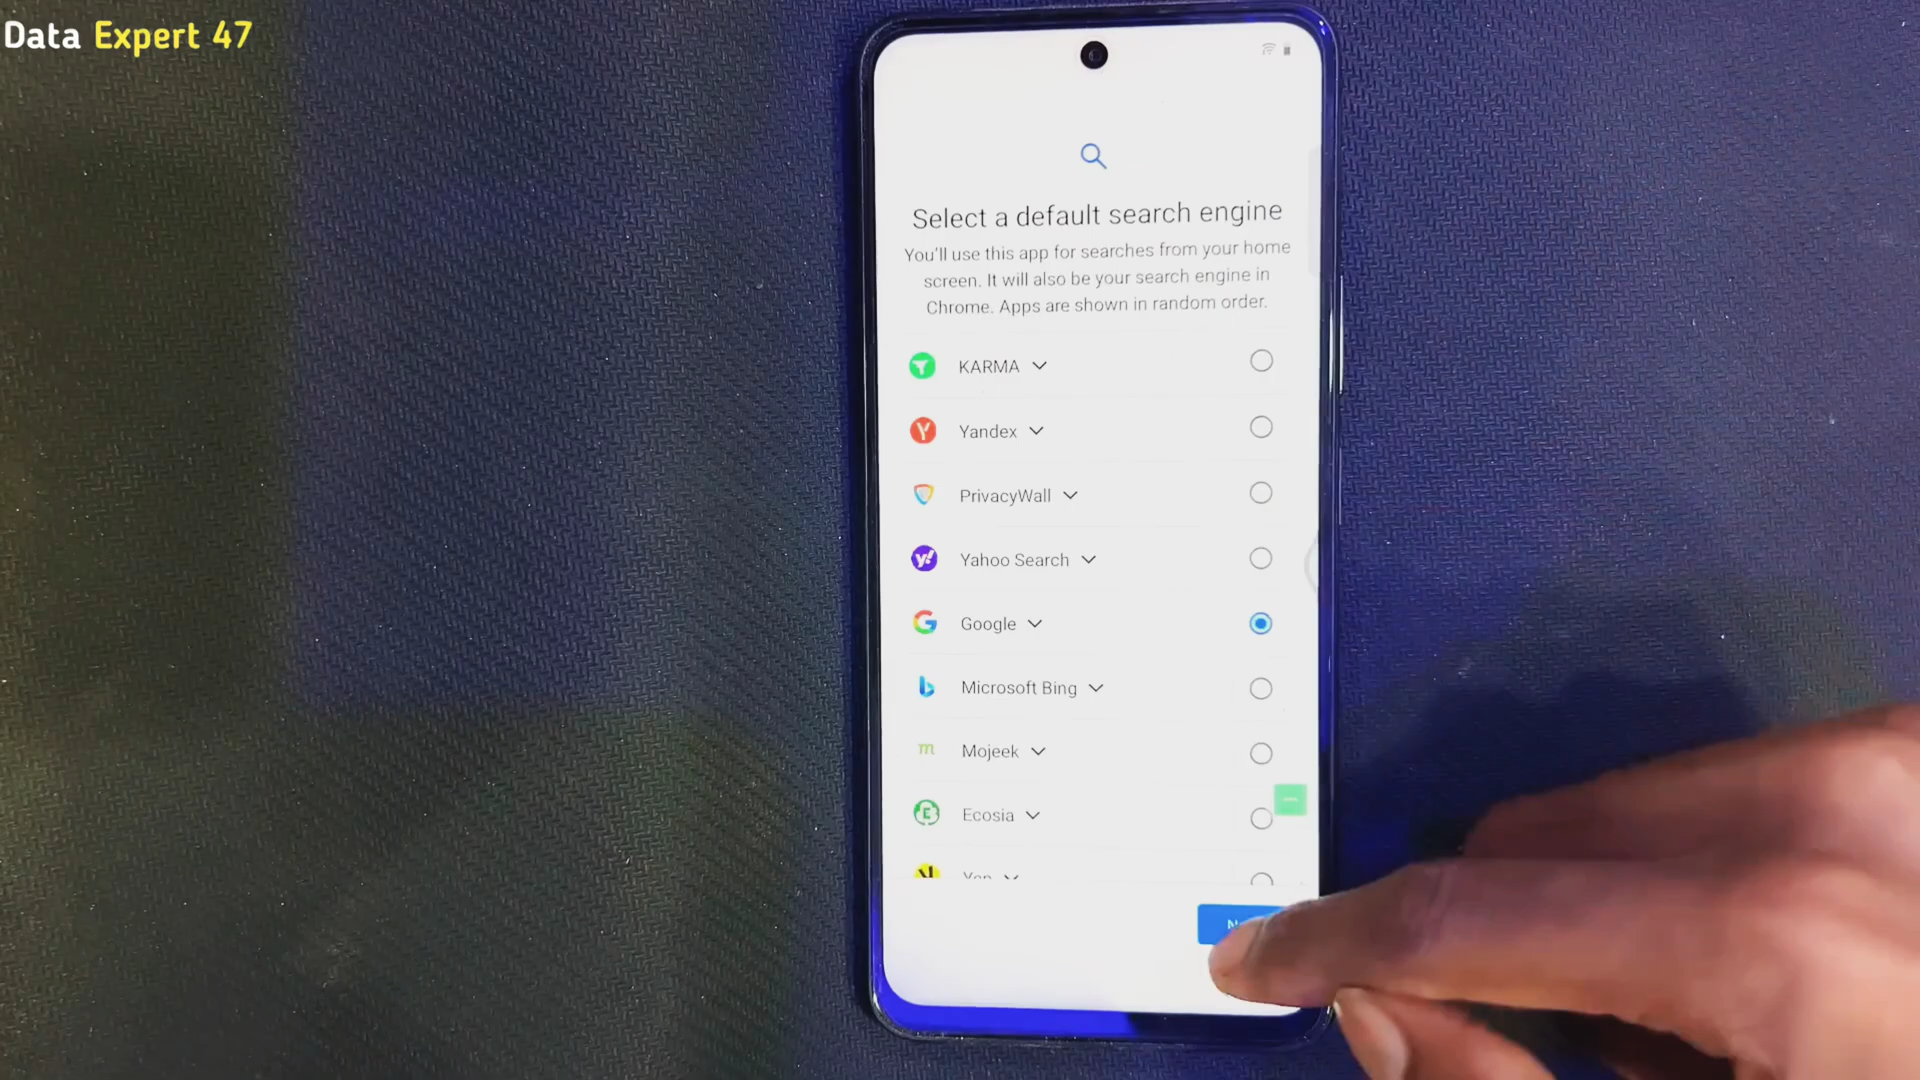 Data Expert 47
Select a default search engine
You'll use this app for searches from your home
screen. It will also be your search engine in
Chrome. Apps are shown in random order.
KARMA
Yandex
PrivacyWall
Yahoo Search
Google
Microsoft Bing
Mojeek
Ecosia